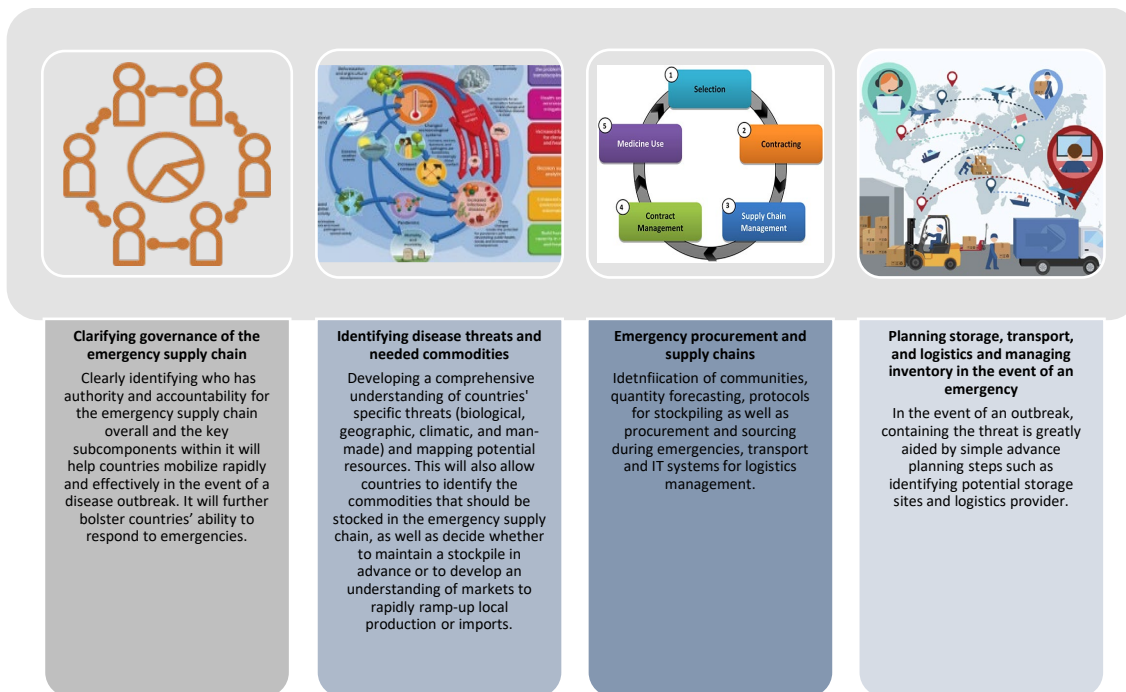 Climate
change
Pandemics
Increased
infectious
diseases
1
Selection
5
Medicine Use
2
Contracting
4
Contract
Management
3
Supply Chain
Management
Clarifying governance of the
emergency supply chain
Clearly identifying who has
authority and accountability for
the emergency supply chain
overall and the key
subcomponents within it will
help countries mobilize rapidly
and effectively in the event of a
disease outbreak. It will further
bolster countries’ ability to
respond to emergencies.
Identifying disease threats and
needed commodities
Developing a comprehensive
understanding of countries'
specific threats (biological,
geographic, climatic, and man-
made) and mapping potential
resources. This will also allow
countries to identify the
commodities that should be
stocked in the emergency supply
chain, as well as decide whether
to maintain a stockpile in
advance or to develop an
understanding of markets to
rapidly ramp-up local
production or imports.
Emergency procurement and
supply chains
Idetnfiication of communities,
quantity forecasting, protocols
for stockpiling as well as
procurement and sourcing
during emergencies, transport
and IT systems for logistics
management.
Planning storage, transport,
and logistics and managing
inventory in the event of an
emergency
In the event of an outbreak,
containing the threat is greatly
aided by simple advance
planning steps such as
identifying potential storage
sites and logistics provider.